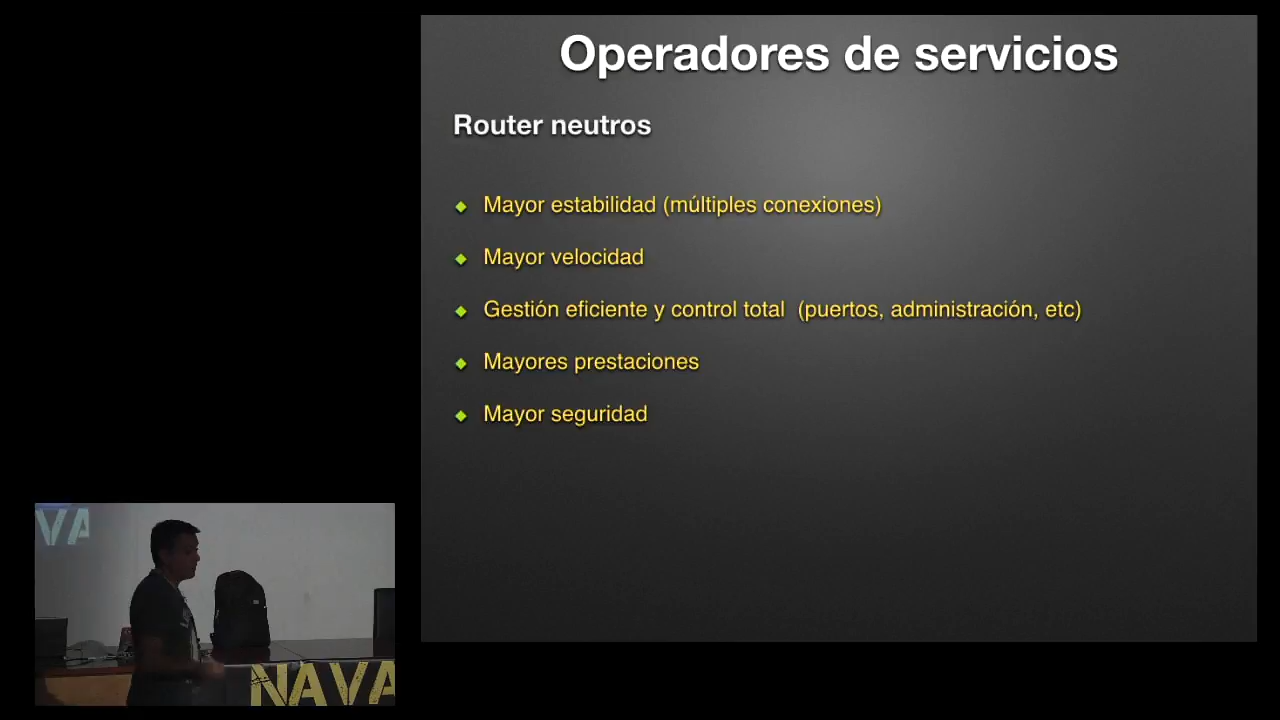 Operadores de servicios
Router neutros
Mayor estabilidad (múltiples conexiones)
Mayor velocidad
Gestión eficiente y control total (puertos, administración, etc)
Mayores prestaciones
Mayor seguridad
VA
NAVA